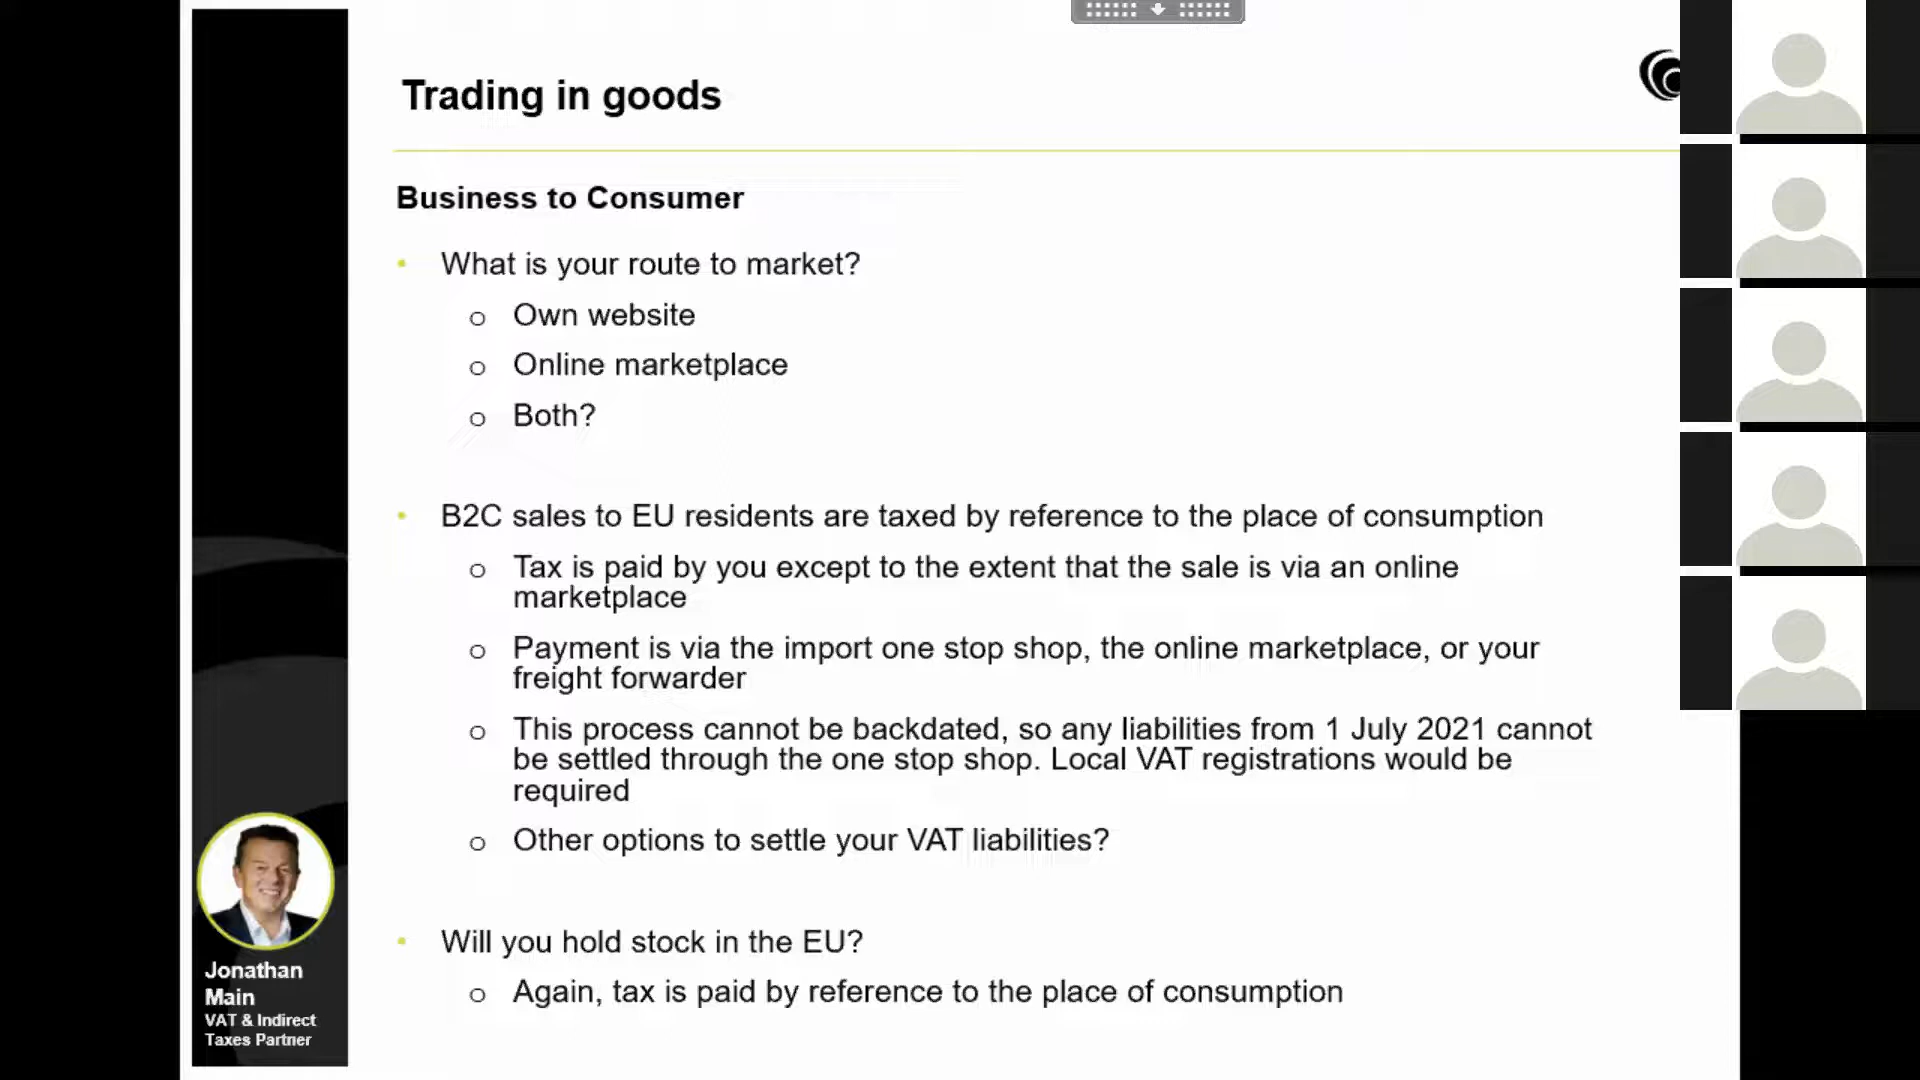 Trading in goods
Business to Consumer
• What is your route to market?
o Own website
o Online marketplace
o Both?
• B2C sales to EU residents are taxed by reference to the place of consumption
o Tax is paid by you except to the extent that the sale is via an online
marketplace
o Payment is via the import one stop shop, the online marketplace, or your
freight forwarder
o This process cannot be backdated, so any liabilities from 1 July 2021 cannot
be settled through the one stop shop. Local VAT registrations would be
required
o Other options to settle your VAT liabilities?
• Will you hold stock in the EU?
o Again, tax is paid by reference to the place of consumption
Jonathan
Main
VAT & Indirect
Taxes Partner